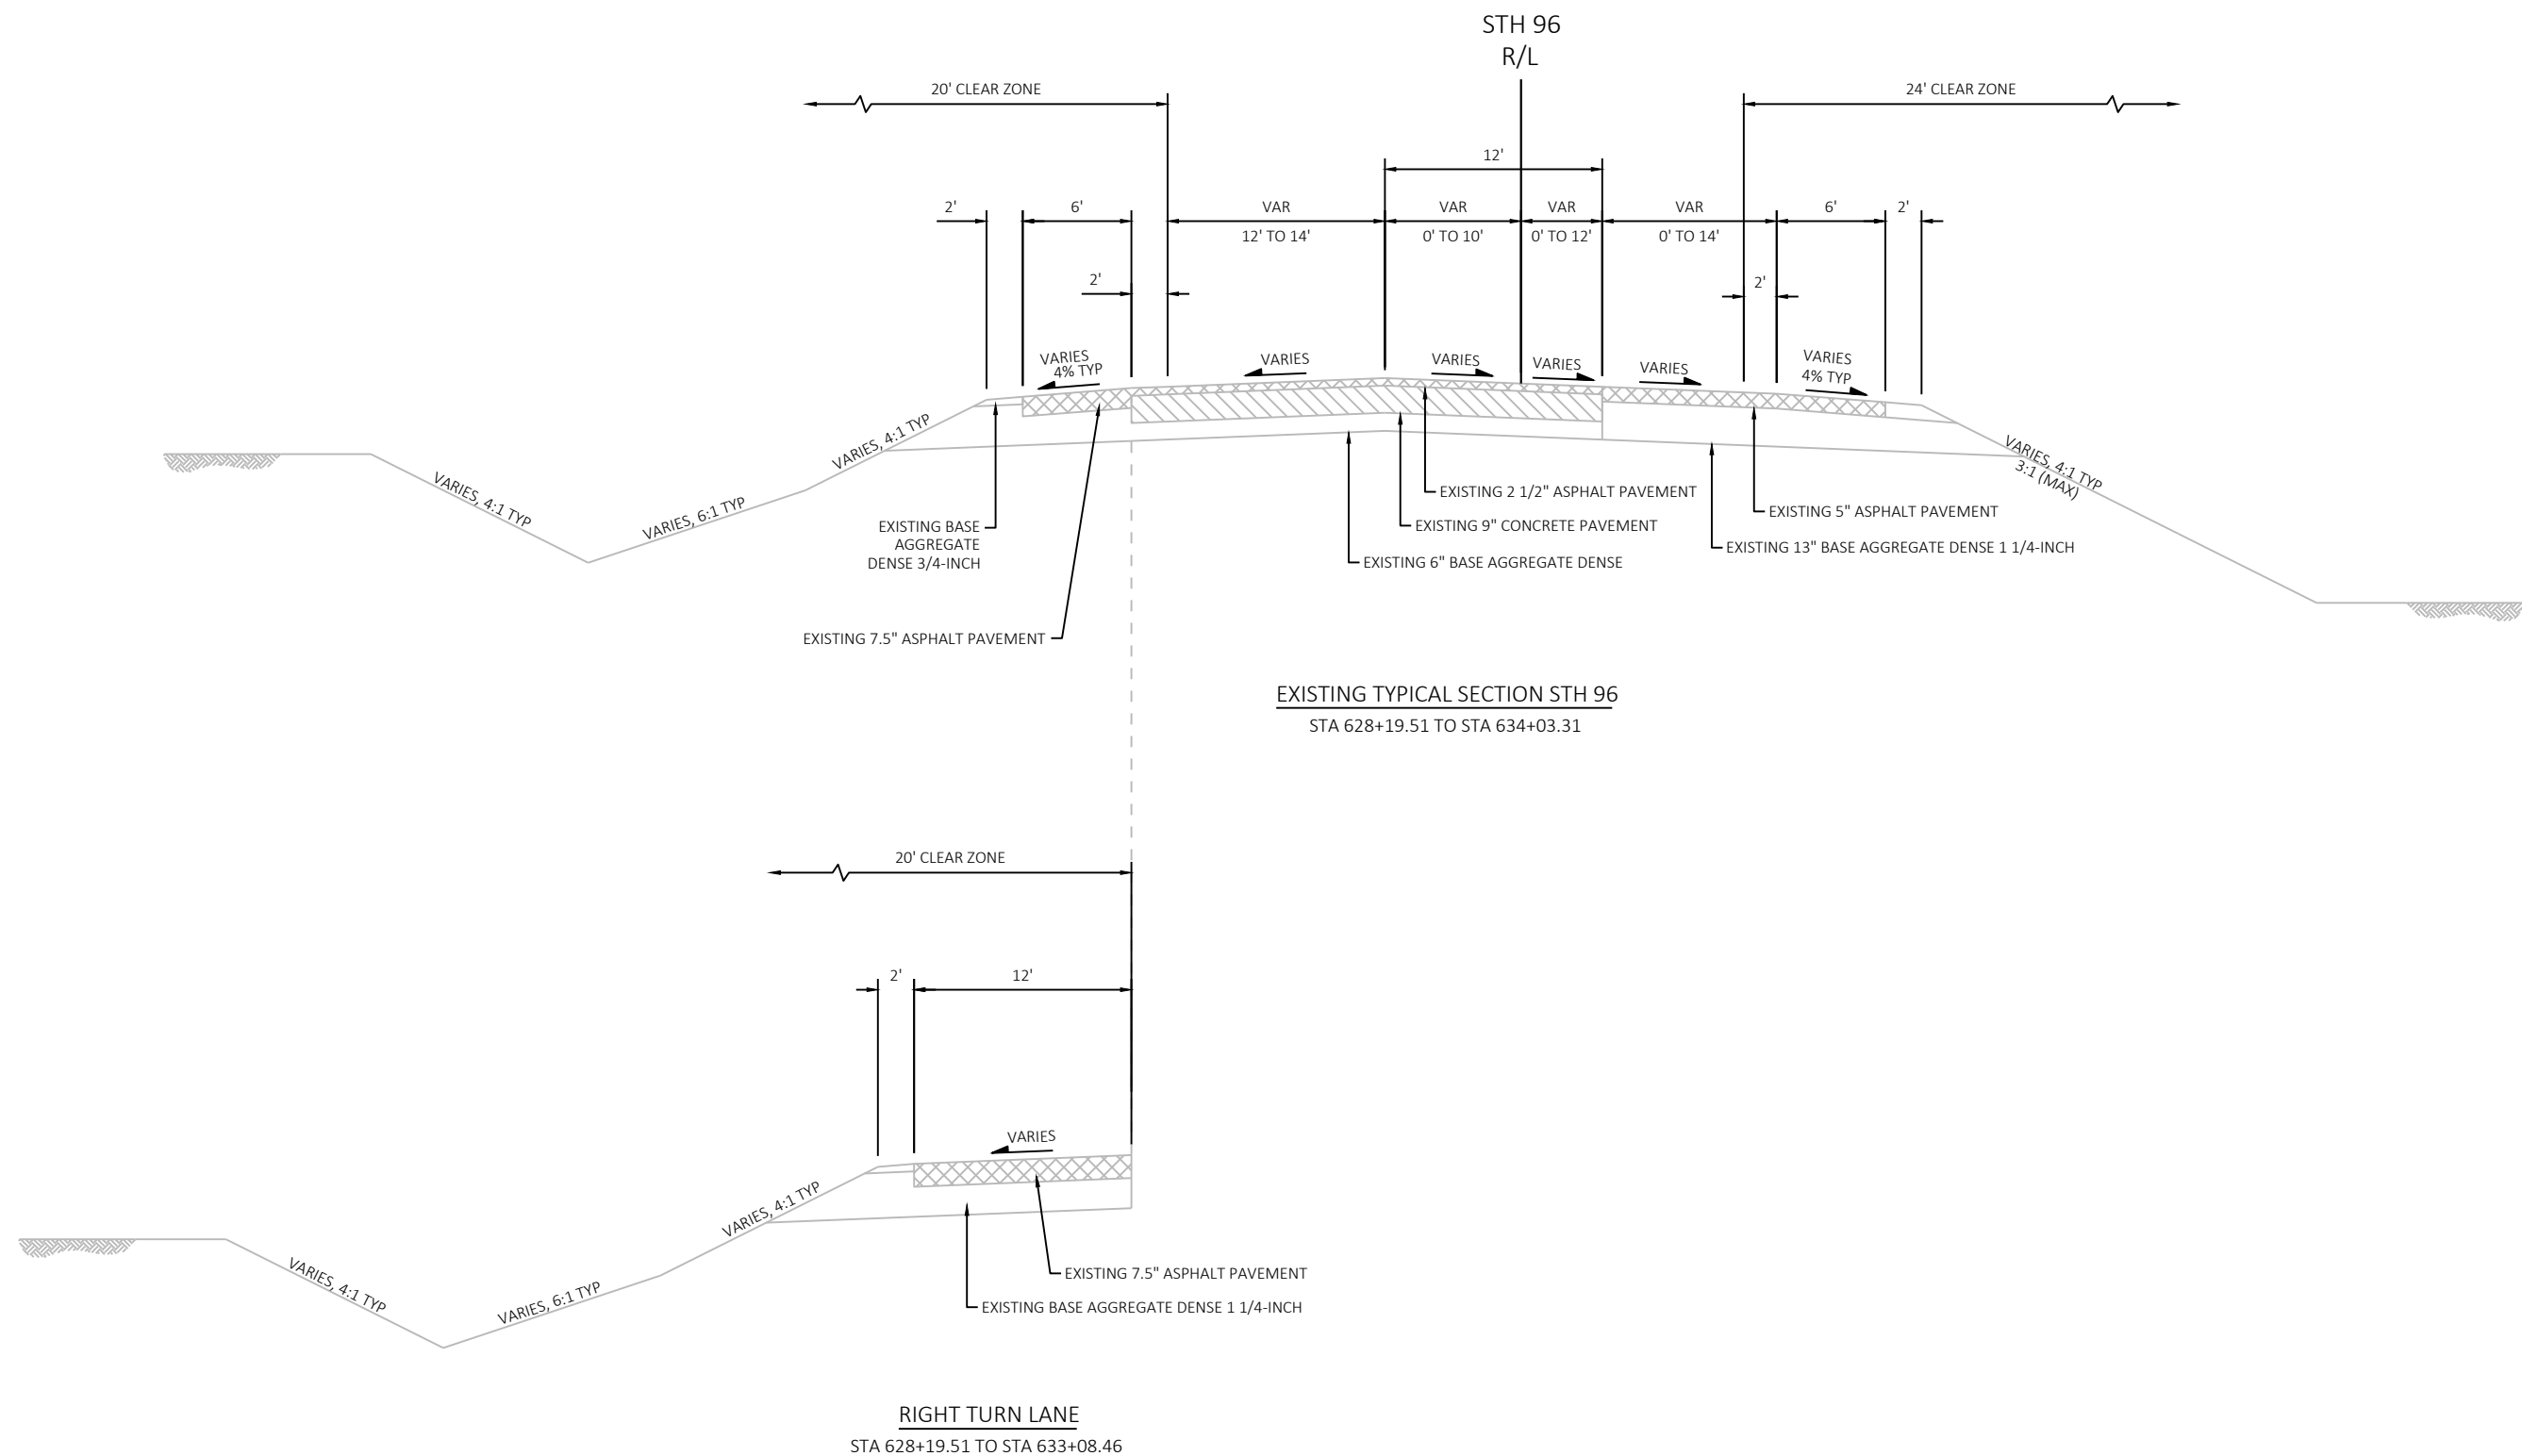 STH 96
R/L
20' CLEAR ZONE
24' CLEAR ZONE
12'
2'
6'
VAR
VAR
VAR
VAR
6'
2'
12' TO 14'
0' TO 10'
0' TO 12'
0' TO 14'
2'
2'
VARIES
4% TYP
VARIES
VARIES
VARIES
VARIES
VARIES
4% TYP
VARIES, 4:1 TYP
VARIES, 6:1 TYP
VARIES, 4:1 TYP
VARIES, 4:1 TYP
3:1 (MAX)
EXISTING 2 1/2" ASPHALT PAVEMENT
EXISTING 5" ASPHALT PAVEMENT
EXISTING BASE
AGGREGATE
DENSE 3/4-INCH
EXISTING 9" CONCRETE PAVEMENT
EXISTING 13" BASE AGGREGATE DENSE 1 1/4-INCH
EXISTING 6" BASE AGGREGATE DENSE
EXISTING 7.5" ASPHALT PAVEMENT
EXISTING TYPICAL SECTION STH 96
STA 628+19.51 TO STA 634+03.31
20' CLEAR ZONE
2'
12'
VARIES
VARIES, 4:1 TYP
VARIES, 6:1 TYP
VARIES, 4:1 TYP
EXISTING 7.5" ASPHALT PAVEMENT
EXISTING BASE AGGREGATE DENSE 1 1/4-INCH
RIGHT TURN LANE
STA 628+19.51 TO STA 633+08.46